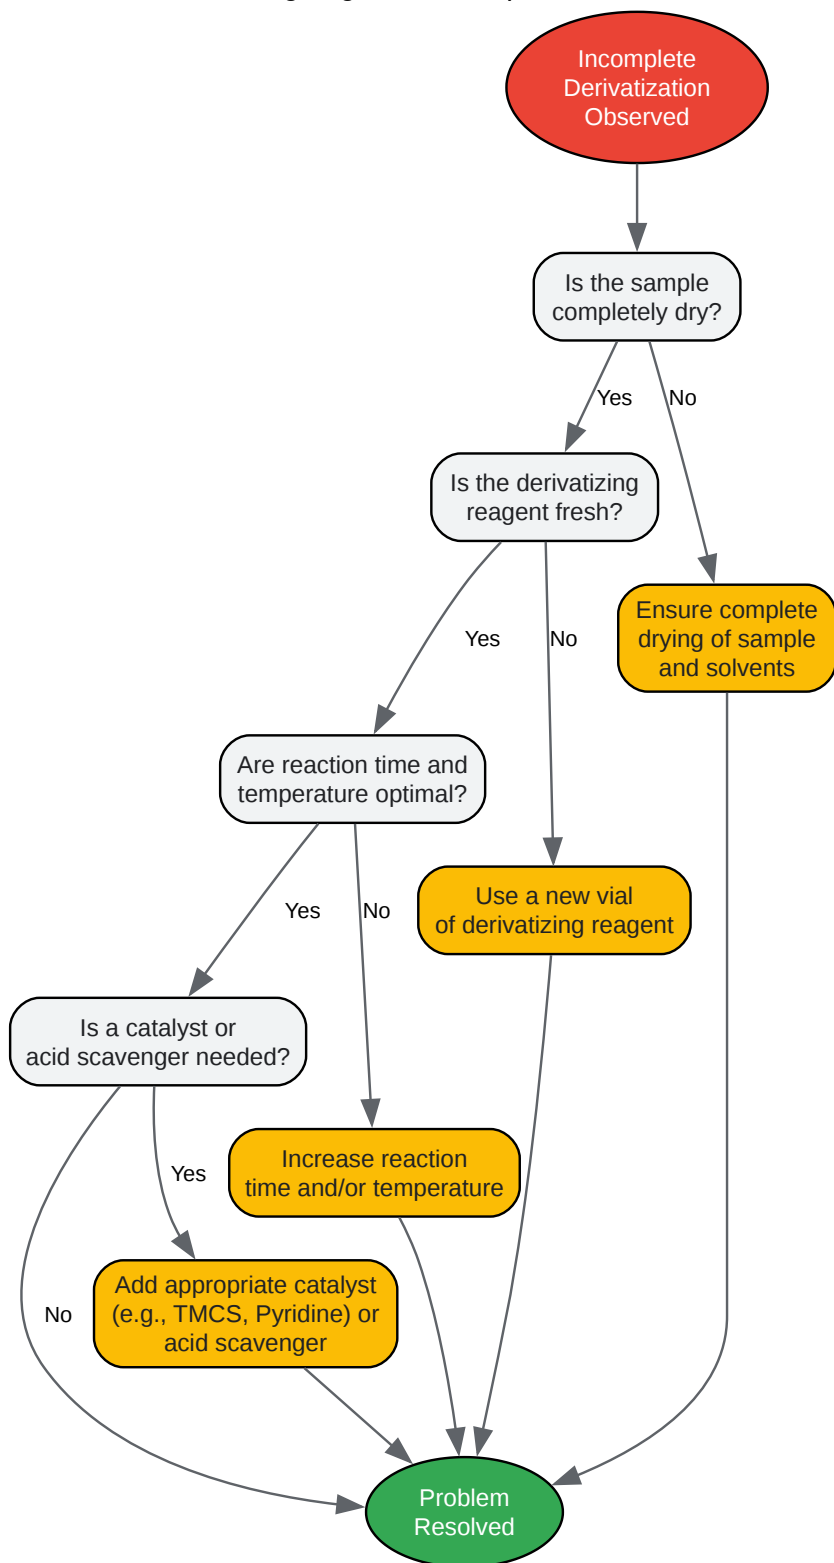 Incomplete
Derivatization
Observed
Is the sample
completely dry?
Yes
No
Is the derivatizing
reagent fresh?
Ensure complete
drying of sample
and solvents
Yes
No
Are reaction time and
temperature optimal?
Use a new vial
of derivatizing reagent
Yes
No
Is a catalyst or
acid scavenger needed?
Increase reaction
time and/or temperature
Yes
No
Add appropriate catalyst
(e.g., TMCS, Pyridine) or
acid scavenger
Problem
Resolved